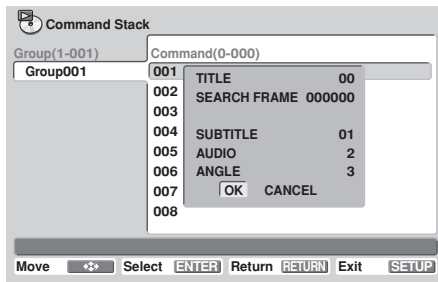 Command Stack
Group(1-001) Command(0-000)
Group001
001
002
003
004
005
006
007
008
TITLE 00
SEARCH FRAME 000000
SUBTITLE 01
AUDIO 2
ANGLE 3
OK CANCEL
Move Select ENTER Return RETURN Exit SETUP